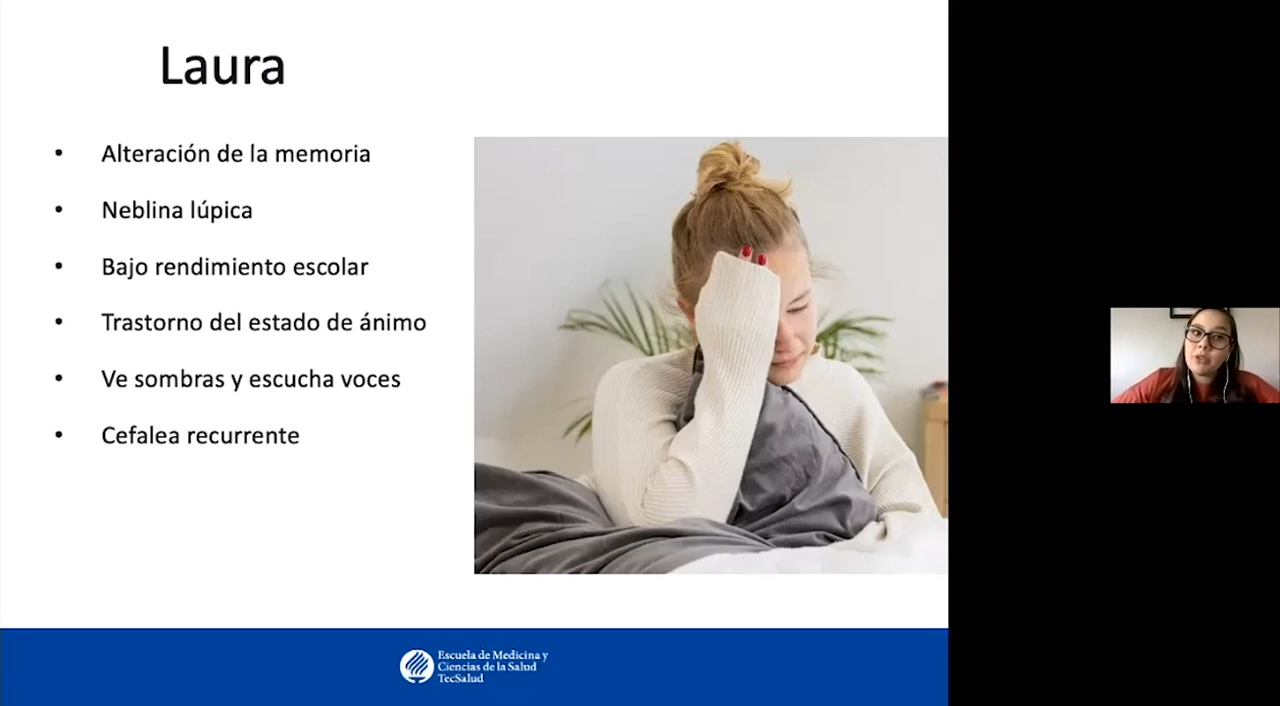 Laura
• Alteración de la memoria
• Neblina lúpica
• Bajo rendimiento escolar
• Trastorno del estado de ánimo
• Ve sombras y escucha voces
• Cefalea recurrente
Escuela de Medicina y
Ciencias de la Salud
TecSalud